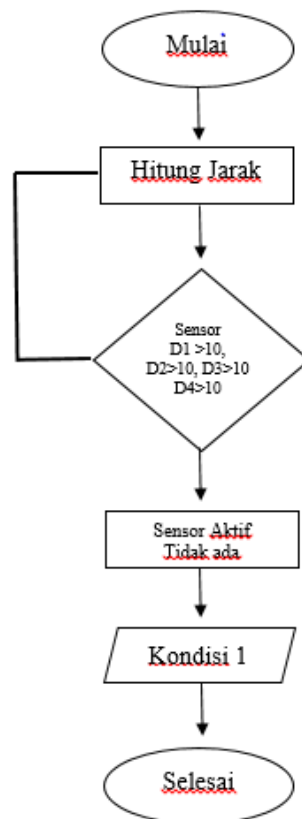 Mulai
Hitung Jarak
Sensor
D1 >10,
D2>10, D3>10
D4>10
Sensor Aktif
Tidak ada
Kondisi 1
Selesai